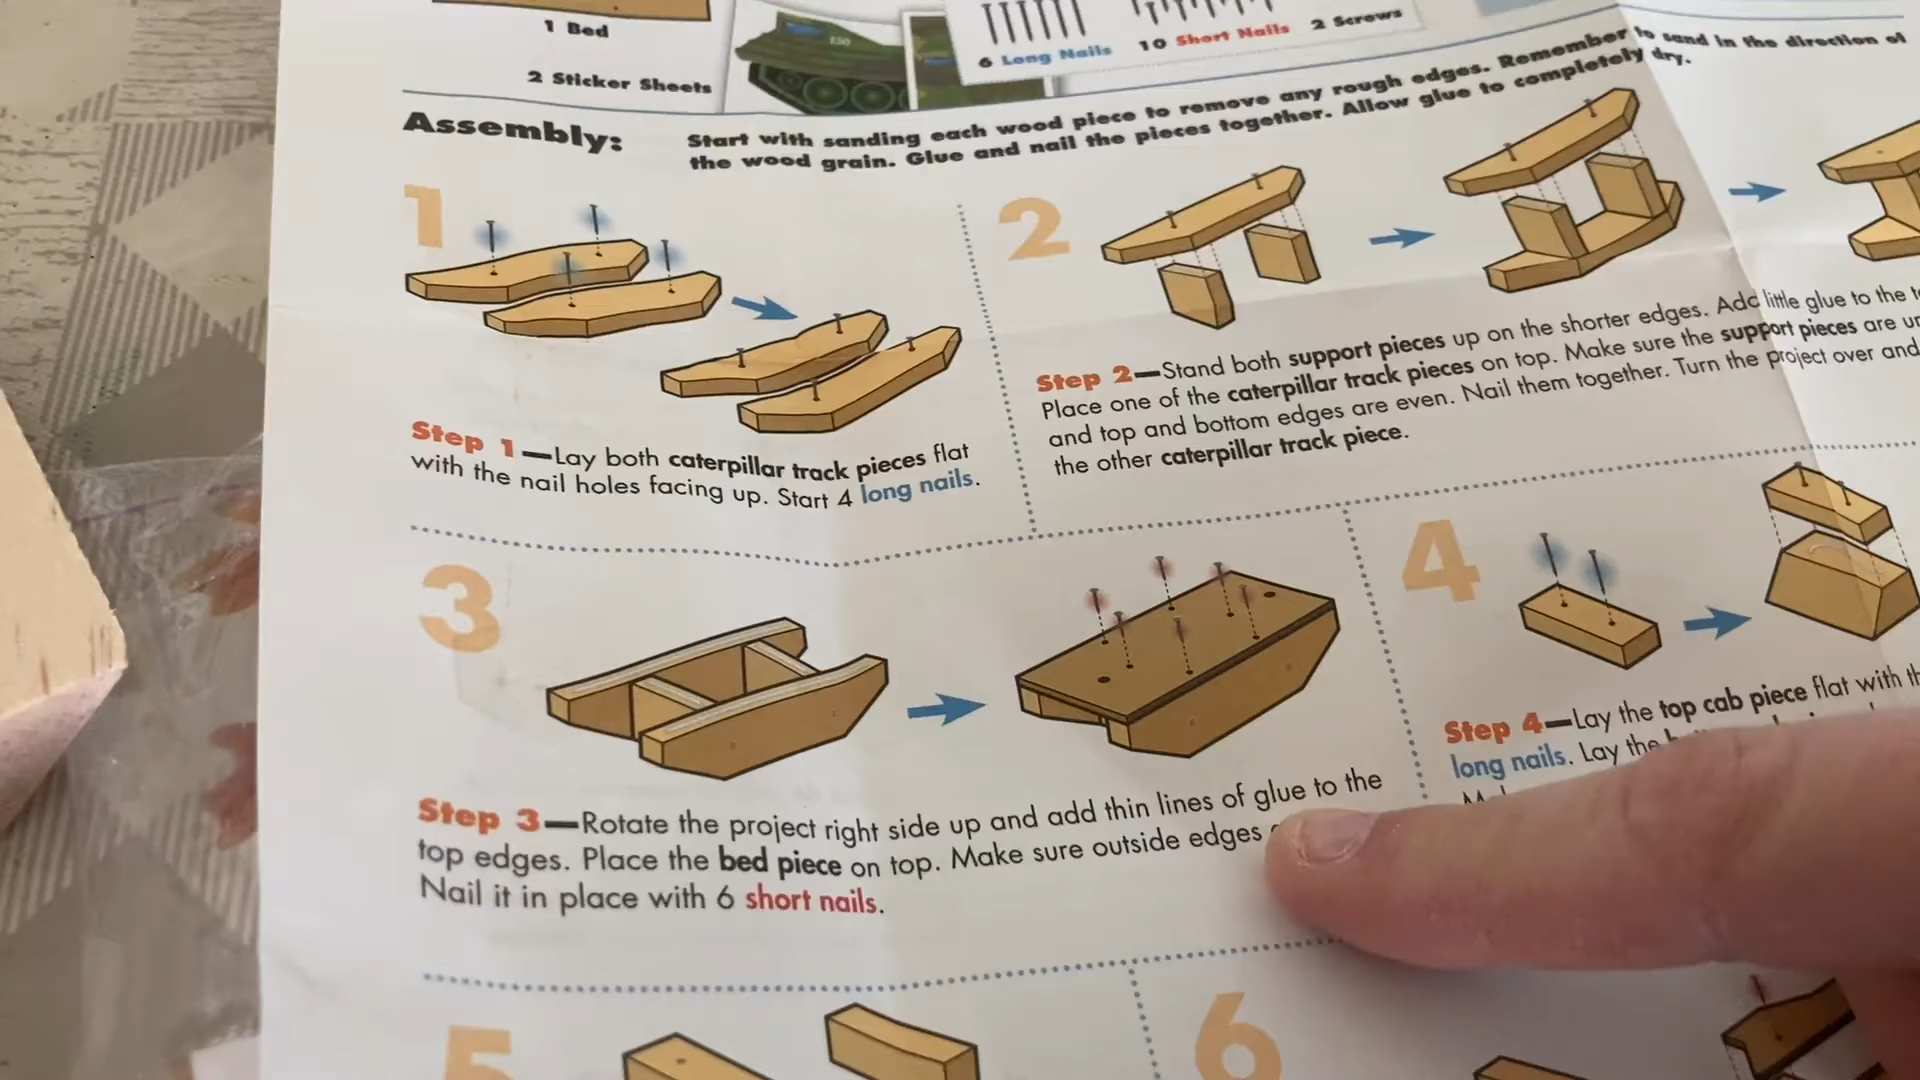 1 Bed
2 Sticker Sheets
150
6 Long Nails
10 Short Nails
2 Screws
Assembly:
Start with sanding each wood piece to remove any rough edges. Remember to sand in the direction of
the wood grain. Glue and nail the pieces together. Allow glue to completely dry.
1
Step 1—Lay both caterpillar track pieces flat
with the nail holes facing up. Start 4 long nails.
2
Step 2—Stand both support pieces up on the shorter edges. Add little glue to the
Place one of the caterpillar track pieces on top. Make sure the support pieces are
and top and bottom edges are even. Nail them together. Turn the project over and
the other caterpillar track piece.
3
Step 3—Rotate the project right side up and add thin lines of glue to the
top edges. Place the bed piece on top. Make sure outside edges
Nail it in place with 6 short nails.
4
Step 4—Lay the top cab piece flat with
long nails. Lay the
5
6